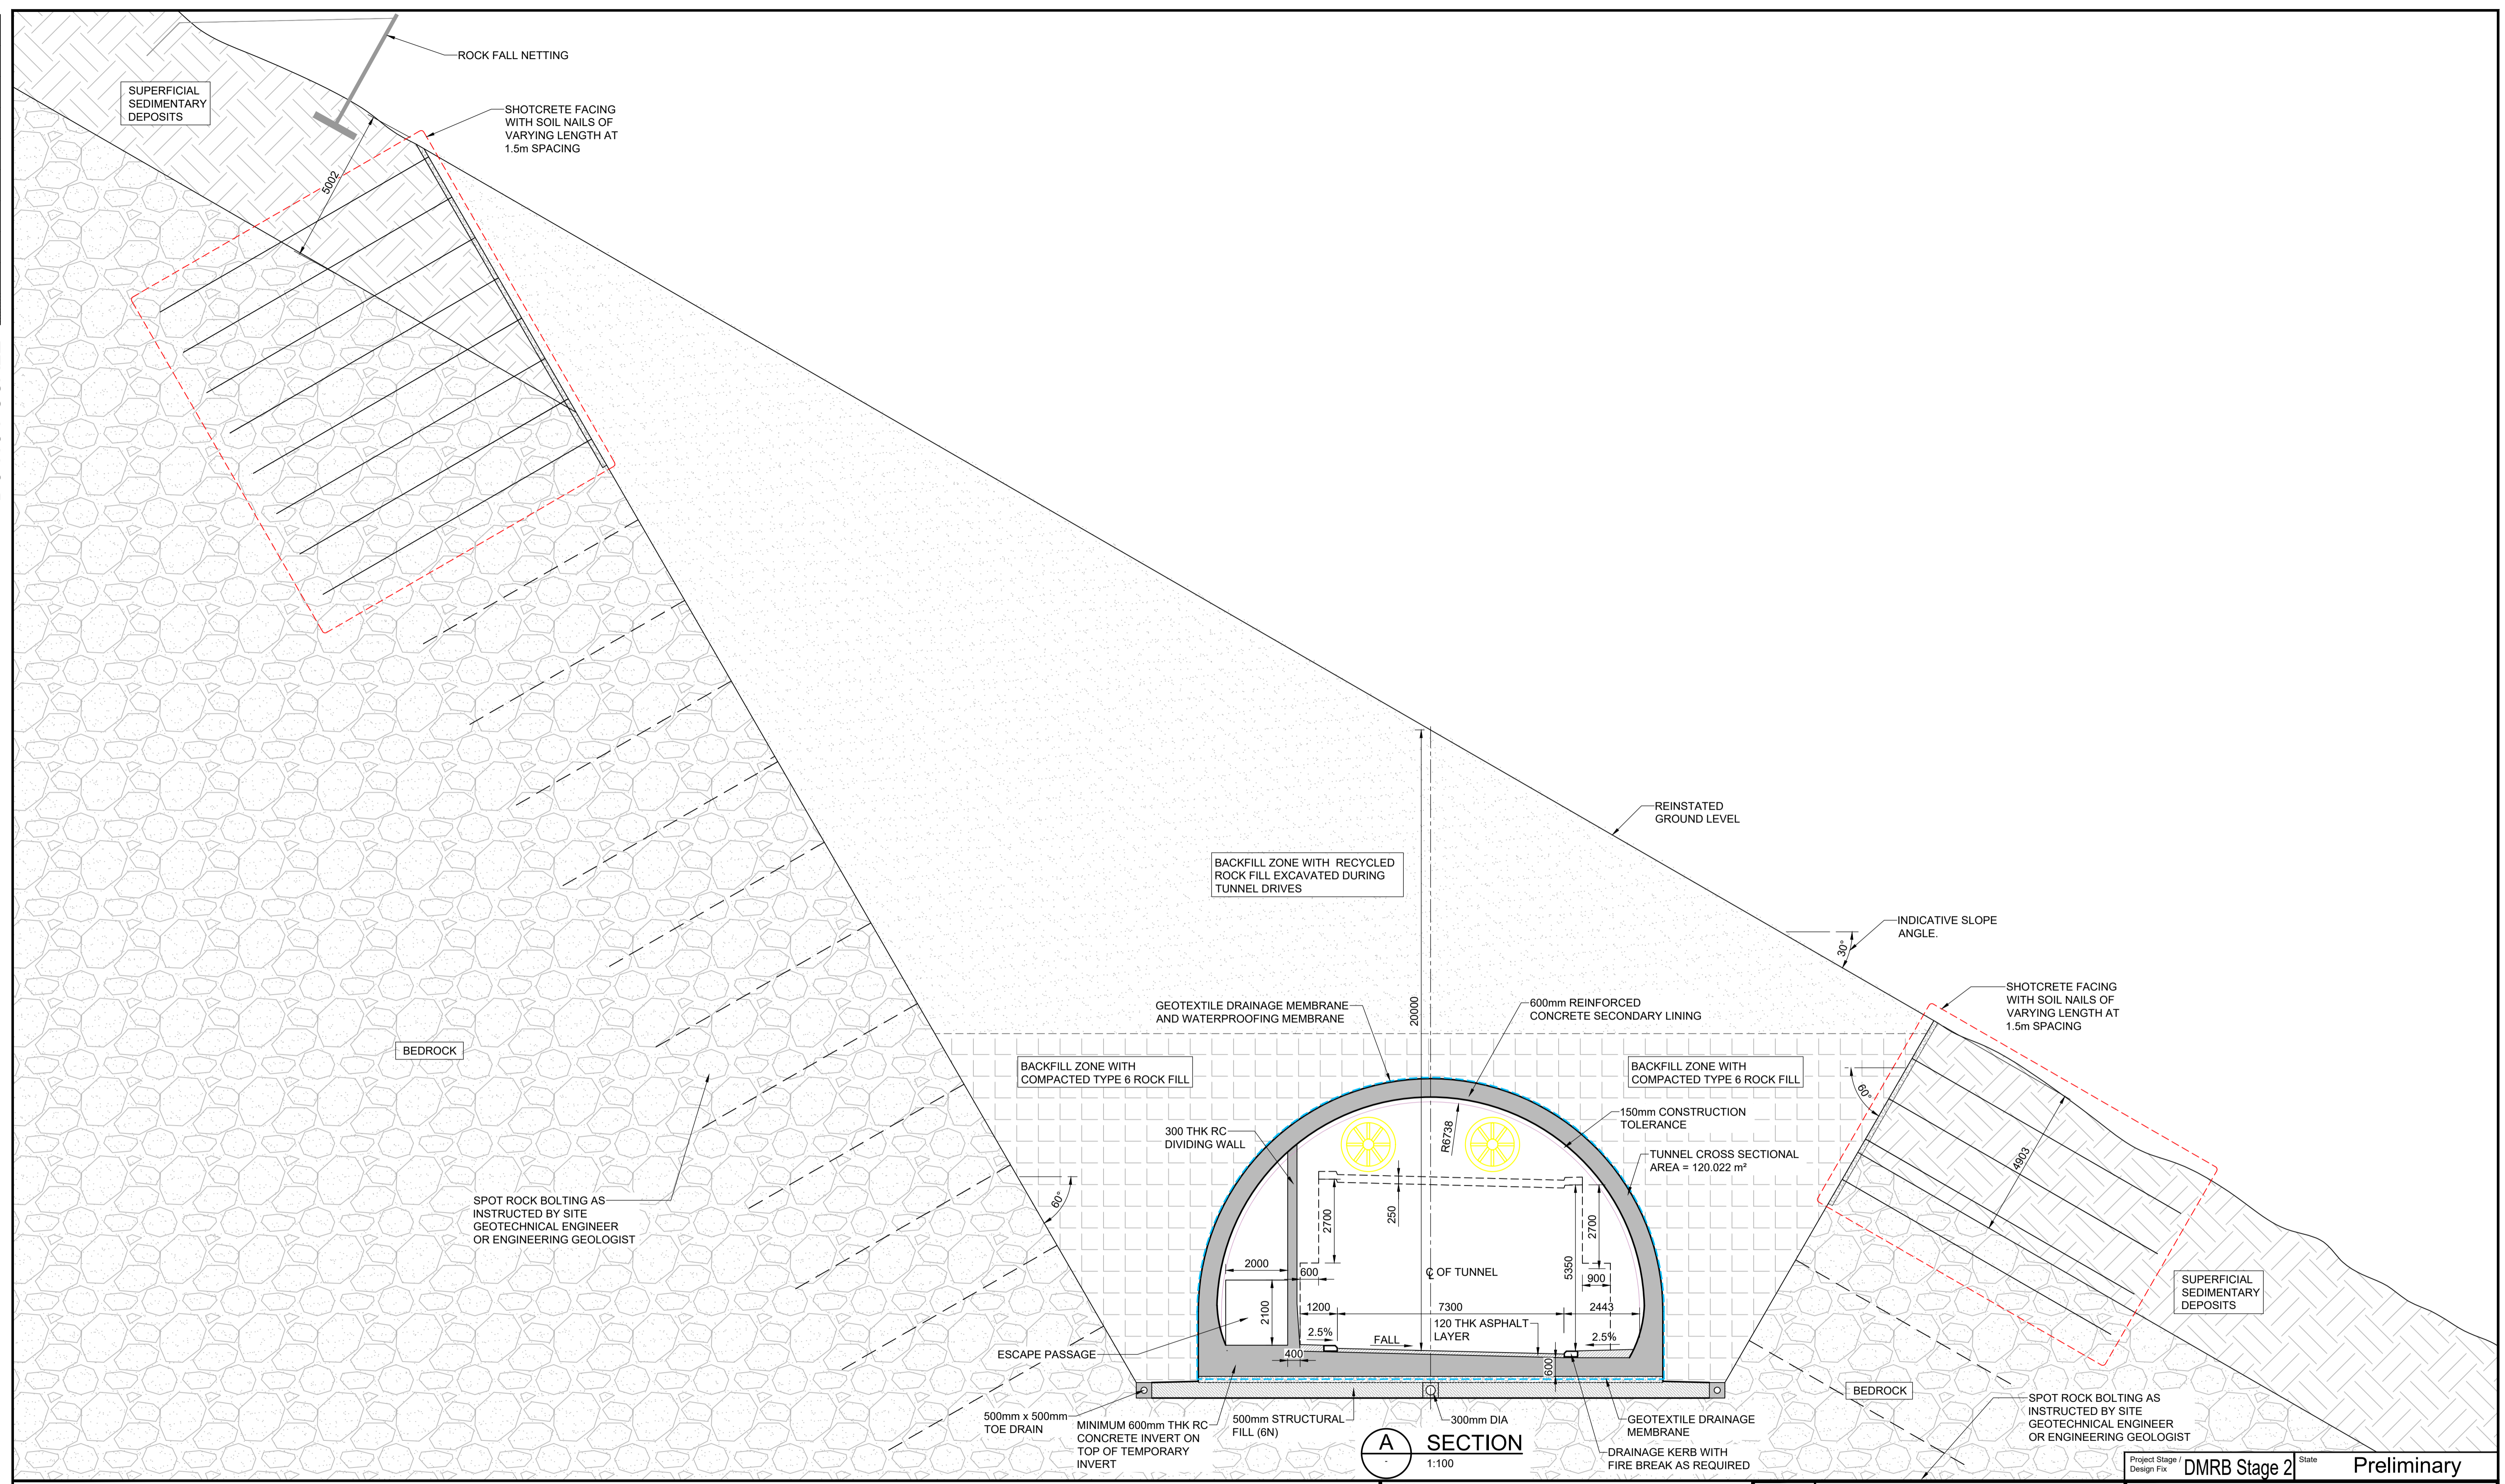 ROCK FALL NETTING
SUPERFICIAL
SEDIMENTARY
DEPOSITS
SHOTCRETE FACING
WITH SOIL NAILS OF
VARYING LENGTH AT
1.5m SPACING
5002
REINSTATED
GROUND LEVEL
BACKFILL ZONE WITH RECYCLED
ROCK FILL EXCAVATED DURING
TUNNEL DRIVES
INDICATIVE SLOPE
ANGLE.
30°
20000
SHOTCRETE FACING
WITH SOIL NAILS OF
VARYING LENGTH AT
1.5m SPACING
GEOTEXTILE DRAINAGE MEMBRANE
AND WATERPROOFING MEMBRANE
600mm REINFORCED
CONCRETE SECONDARY LINING
BEDROCK
BACKFILL ZONE WITH
COMPACTED TYPE 6 ROCK FILL
BACKFILL ZONE WITH
COMPACTED TYPE 6 ROCK FILL
60°
150mm CONSTRUCTION
TOLERANCE
300 THK RC
DIVIDING WALL
R6738
TUNNEL CROSS SECTIONAL
AREA = 120.022 m²
4903
SPOT ROCK BOLTING AS
INSTRUCTED BY SITE
GEOTECHNICAL ENGINEER
OR ENGINEERING GEOLOGIST
60°
2700
250
2700
5350
2000
600
℄ OF TUNNEL
900
SUPERFICIAL
SEDIMENTARY
DEPOSITS
2100
1200
7300
2443
120 THK ASPHALT
LAYER
2.5%
FALL
2.5%
ESCAPE PASSAGE
400
600
BEDROCK
500mm x 500mm
TOE DRAIN
MINIMUM 600mm THK RC
CONCRETE INVERT ON
TOP OF TEMPORARY
INVERT
500mm STRUCTURAL
FILL (6N)
300mm DIA
GEOTEXTILE DRAINAGE
MEMBRANE
DRAINAGE KERB WITH
FIRE BREAK AS REQUIRED
SPOT ROCK BOLTING AS
INSTRUCTED BY SITE
GEOTECHNICAL ENGINEER
OR ENGINEERING GEOLOGIST
A
-
SECTION
1:100
Project Stage /
Design Fix
DMRB Stage 2
State
Preliminary